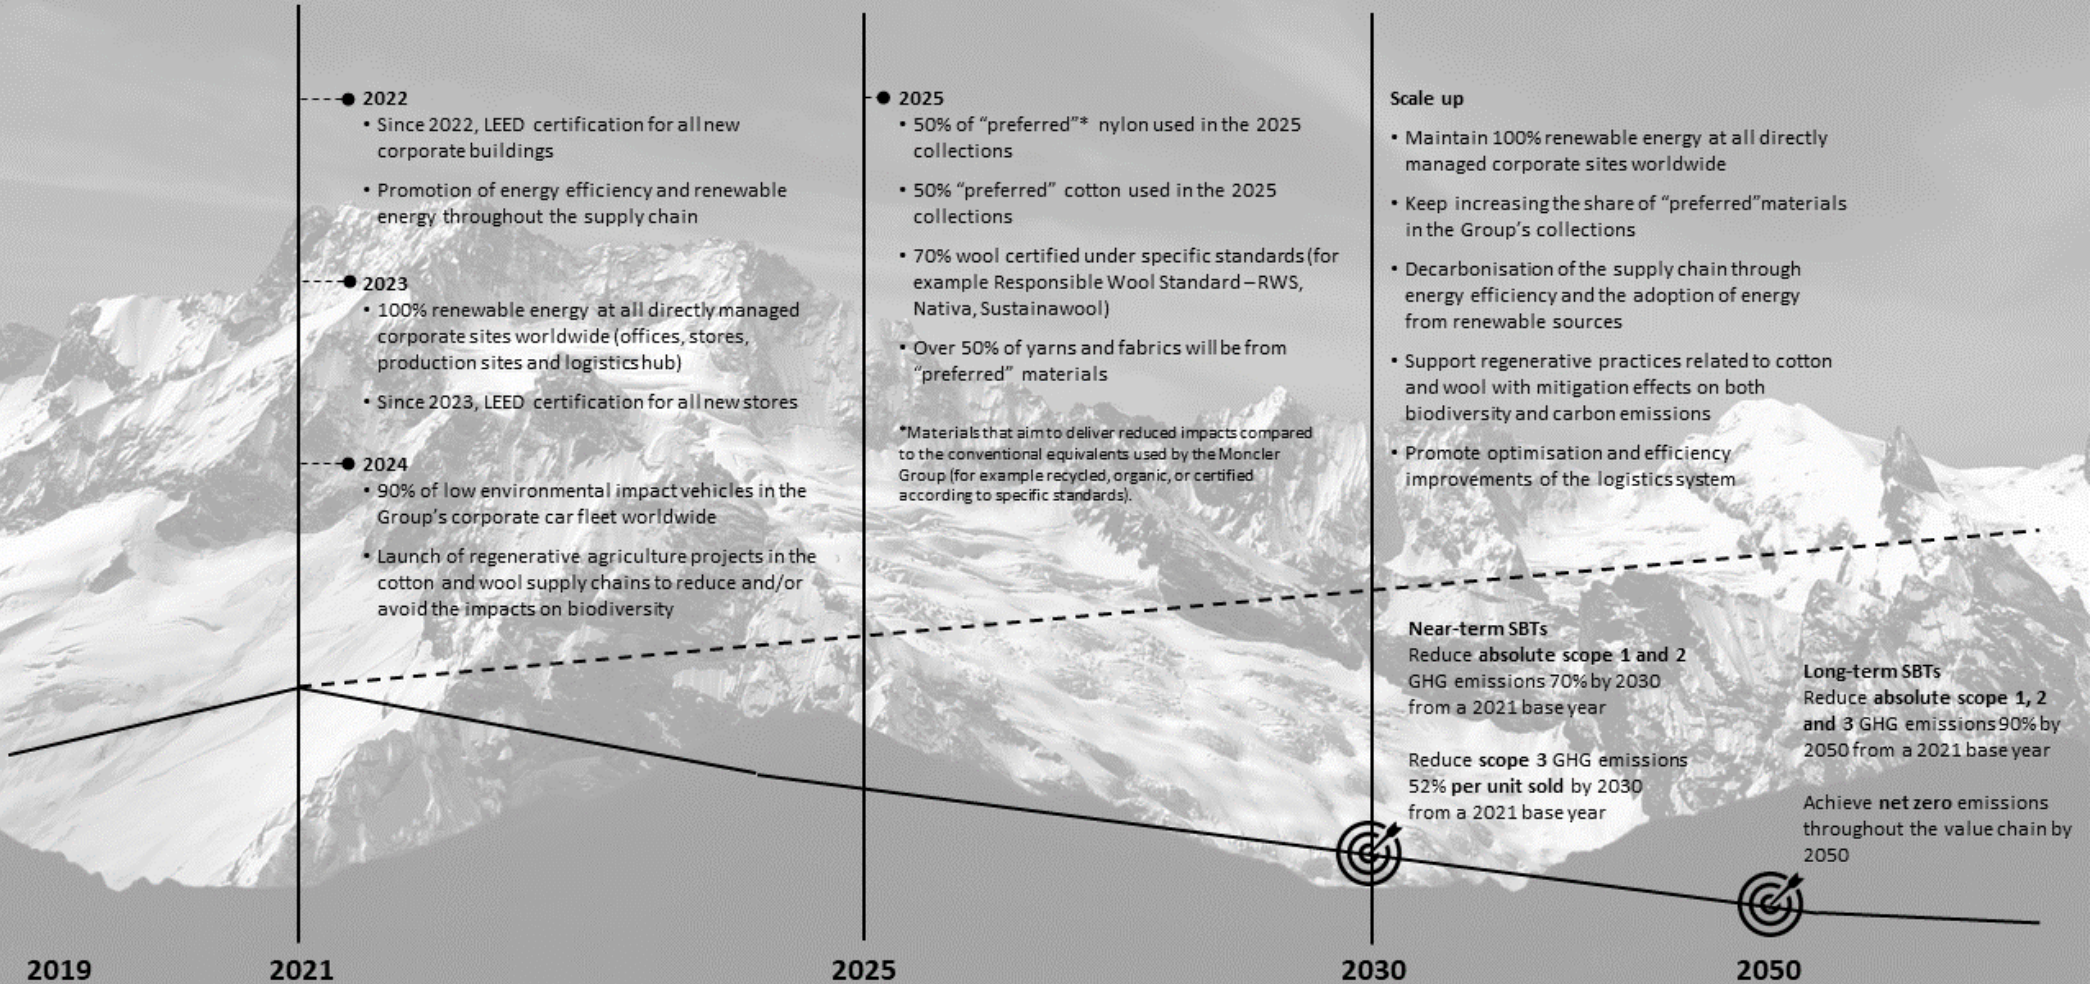 2022
• Since 2022, LEED certification for all new
corporate buildings
• Promotion of energy efficiency and renewable
energy throughout the supply chain
2023
• 100% renewable energy at all directly managed
corporate sites worldwide (offices, stores,
production sites and logistics hub)
• Since 2023, LEED certification for all new stores
2024
• 90% of low environmental impact vehicles in the
Group's corporate car fleet worldwide
• Launch of regenerative agriculture projects in the
cotton and wool supply chains to reduce and/or
avoid the impacts on biodiversity
2025
• 50% of “preferred”* nylon used in the 2025
collections
• 50% “preferred” cotton used in the 2025
collections
• 70% wool certified under specific standards (for
example Responsible Wool Standard – RWS,
Nativa, Sustainawool)
• Over 50% of yarns and fabrics will be from
“preferred” materials
*Materials that aim to deliver reduced impacts compared
to the conventional equivalents used by the Moncler
Group (for example recycled, organic, or certified
according to specific standards).
Scale up
• Maintain 100% renewable energy at all directly
managed corporate sites worldwide
• Keep increasing the share of “preferred” materials
in the Group's collections
• Decarbonisation of the supply chain through
energy efficiency and the adoption of energy
from renewable sources
• Support regenerative practices related to cotton
and wool with mitigation effects on both
biodiversity and carbon emissions
• Promote optimisation and efficiency
improvements of the logistics system
Near-term SBTs
Reduce absolute scope 1 and 2
GHG emissions 70% by 2030
from a 2021 base year
Reduce scope 3 GHG emissions
52% per unit sold by 2030
from a 2021 base year
Long-term SBTs
Reduce absolute scope 1, 2
and 3 GHG emissions 90% by
2050 from a 2021 base year
Achieve net zero emissions
throughout the value chain by
2050
2019
2021
2025
2030
2050